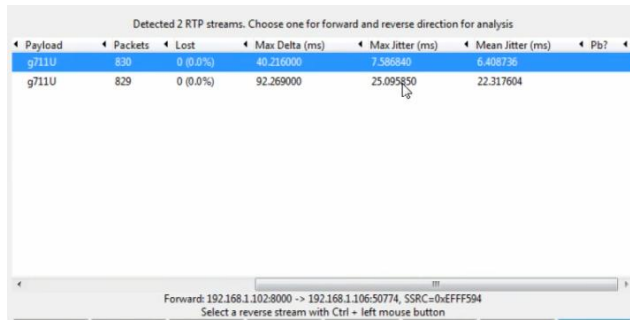 Detected 2 RTP streams. Choose one for forward and reverse direction for analysis
Payload Packets Lost Max Delta (ms) Max Jitter (ms) Mean Jitter (ms) Pb?
g711U 830 0 (0.0%) 40.216000 7.586840 6.408736
g711U 829 0 (0.0%) 92.269000 25.095850 22.317604
Forward: 192.168.1.102:8000 -> 192.168.1.106:50774, SSRC=0xEFFF594
Select a reverse stream with Ctrl + left mouse button